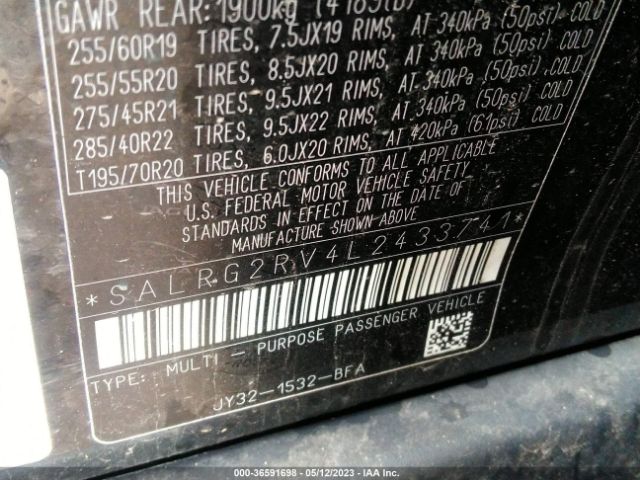 GAWR REAR:1900kg (4189lb)
255/60R19 TIRES, 7.5JX19 RIMS, AT 340kPa (50psi) COLD
255/55R20 TIRES, 8.5JX20 RIMS, AT 340kPa (50psi) COLD
275/45R21 TIRES, 9.5JX21 RIMS, AT 340kPa (50psi) COLD
285/40R22 TIRES, 9.5JX22 RIMS, AT 340kPa (50psi) COLD
T195/70R20 TIRES, 6.0JX20 RIMS, AT 420kPa (61psi) COLD
THIS VEHICLE CONFORMS TO ALL APPLICABLE
U.S. FEDERAL MOTOR VEHICLE SAFETY
STANDARDS IN EFFECT ON THE DATE OF
MANUFACTURE SHOWN ABOVE
*SALRG2RV4L2433741*
TYPE: MULTI - PURPOSE PASSENGER VEHICLE
JY32-1532-BFA
000-36591698 - 05/12/2023 - IAA Inc.